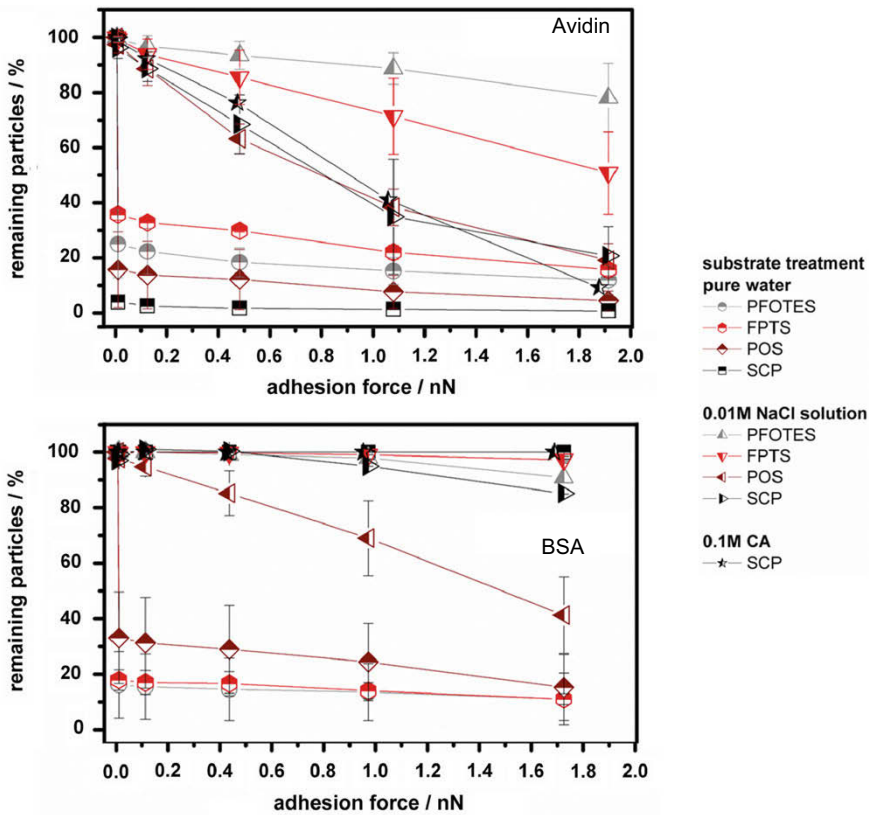 Avidin
remaining particles / %
100
80
60
40
20
0
0.0 0.2 0.4 0.6 0.8 1.0 1.2 1.4 1.6 1.8 2.0
adhesion force / nN
BSA
remaining particles / %
100
80
60
40
20
0
0.0 0.2 0.4 0.6 0.8 1.0 1.2 1.4 1.6 1.8 2.0
adhesion force / nN
substrate treatment
pure water
PFOTES
FPTS
POS
SCP
0.01M NaCl solution
PFOTES
FPTS
POS
SCP
0.1M CA
SCP